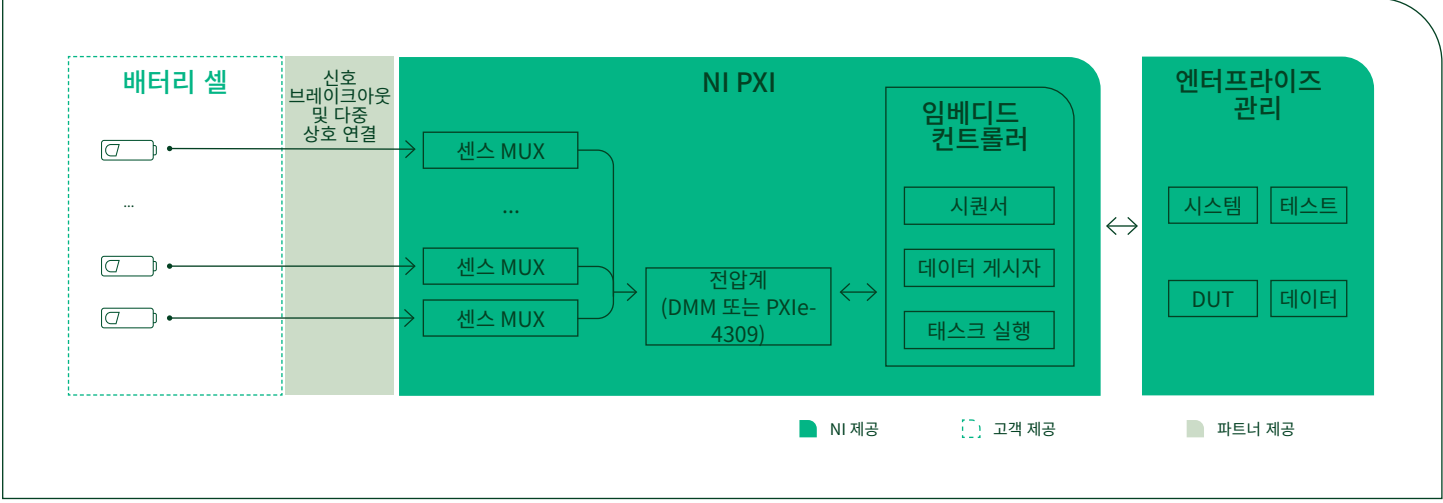 배터리 셀
...
신호
브레이크아웃
및 다중
상호 연결
NI PXI
센스 MUX
...
센스 MUX
센스 MUX
전압계
(DMM 또는 PXIe-
4309)
임베디드
컨트롤러
시퀀서
데이터 게시자
태스크 실행
엔터프라이즈
관리
시스템
테스트
DUT
데이터
NI 제공
고객 제공
파트너 제공